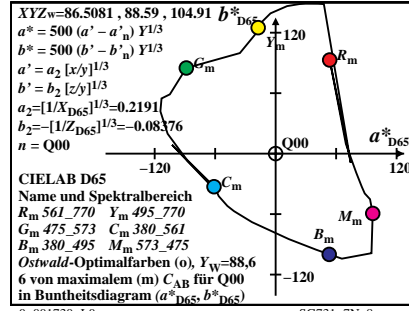 XYZw=86.5081 , 88.59 , 104.91 b*D65
a* = 500 (a’ - a’n) Y1/3
b* = 500 (b’ - b’n) Y1/3
a’ = a2 [x/y]1/3
b’ = b2 [z/y]1/3
a2=[1/XD65]1/3=0.2191
b2=−[1/ZD65]1/3=−0.08376
n = Q00
120
Ym
Rm
Gm
Q00
a*D65
−120
120
CIELAB D65
Name und Spektralbereich
Rm 561_770 Ym 495_770
Gm 475_573 Cm 380_561
Bm 380_495 Mm 573_475
Cm
Mm
Bm
Ostwald-Optimalfarben (o), YW=88,6
6 von maximalem (m) CAB für Q00
in Buntheitsdiagram (a*D65, b*D65)
−120